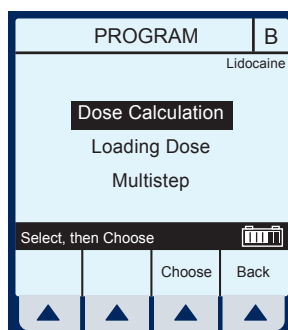 PROGRAM B
Lidocaine
Dose Calculation
Loading Dose
Multistep
Select, then Choose
Choose Back